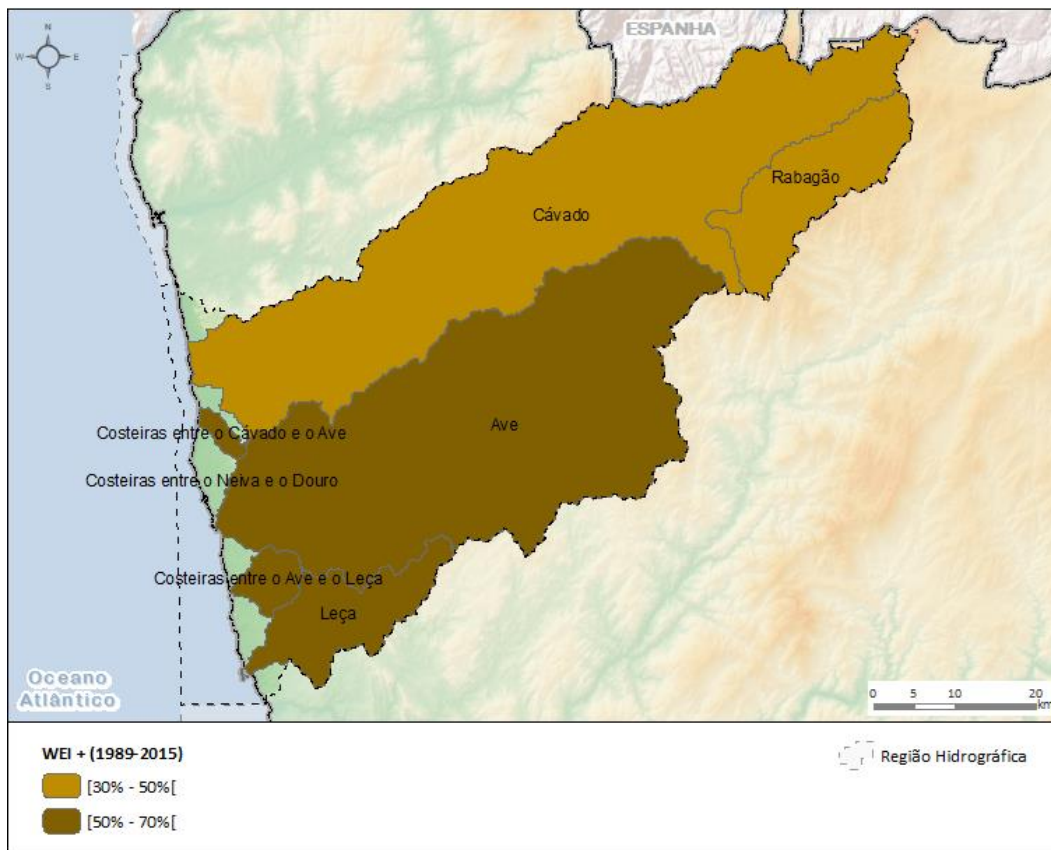 N
W
E
S
ESPANHA
Rabagão
Cávado
Ave
Costeiras entre o Cávado e o Ave
Costeiras entre o Neiva e o Douro
Costeiras entre o Ave e o Leça
Leça
Oceano
Atlântico
0 5 10 20
km
WEI + (1989-2015)
[30% - 50%[
[50% - 70%[
Região Hidrográfica